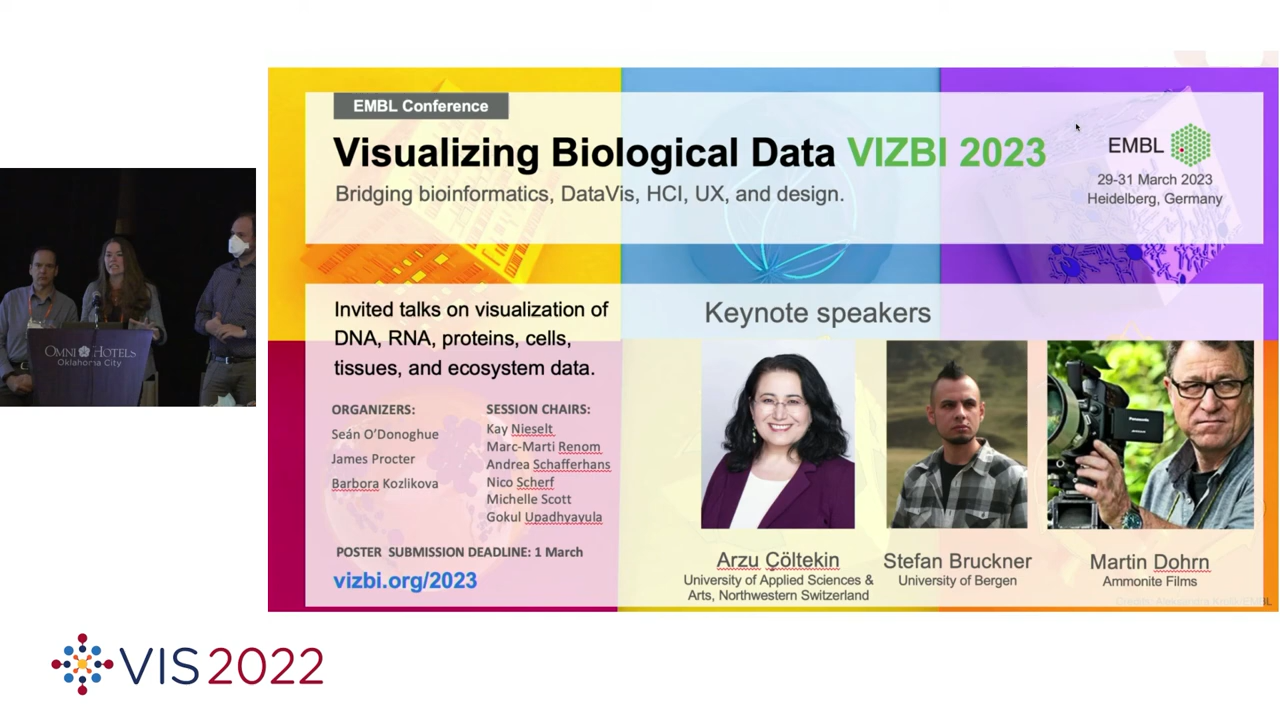 EMBL Conference
Visualizing Biological Data VIZBI 2023
Bridging bioinformatics, DataVis, HCI, UX, and design.
EMBL
29-31 March 2023
Heidelberg, Germany
Invited talks on visualization of
DNA, RNA, proteins, cells,
tissues, and ecosystem data.
ORGANIZERS:
Seán O'Donoghue
James Procter
Barbora Kozlikova
SESSION CHAIRS:
Kay Nieselt
Marc-Marti Renom
Andrea Schafferhans
Nico Scherf
Michelle Scott
Gokul Upadhyayula
POSTER SUBMISSION DEADLINE: 1 March
vizbi.org/2023
Keynote speakers
Panasonic
Arzu Çöltekin
University of Applied Sciences &
Arts, Northwestern Switzerland
Stefan Bruckner
University of Bergen
Martin Dohrn
Ammonite Films
OMNI HOTELS
Oklahoma City
VIS2022